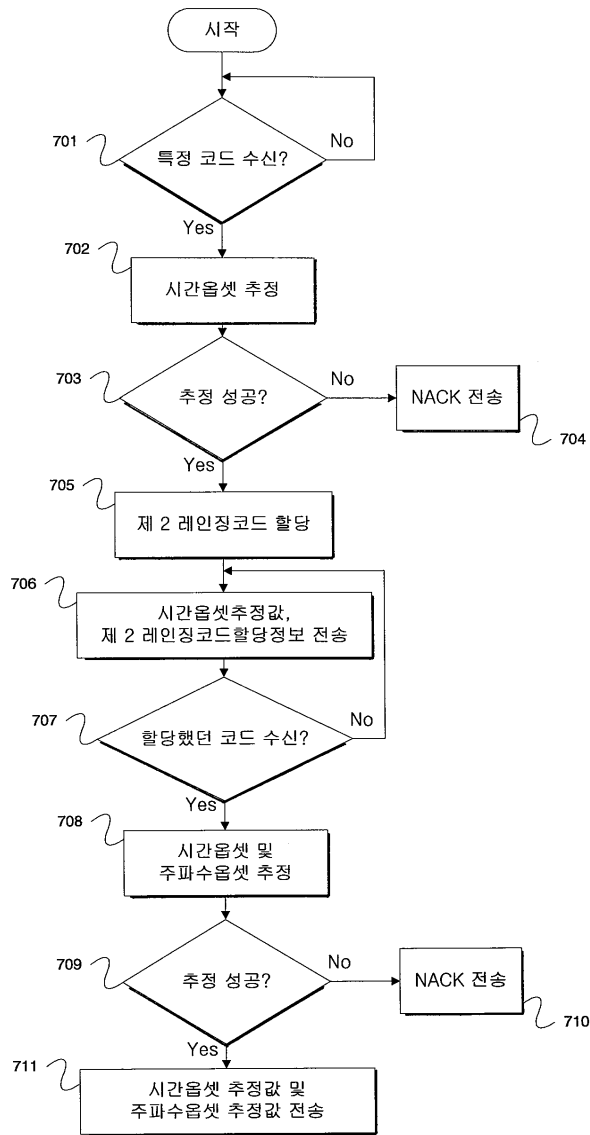 시작
701
특정 코드 수신?
No
Yes
702
시간옵셋 추정
703
추정 성공?
No
NACK 전송
704
Yes
705
제 2 레인징코드 할당
706
시간옵셋추정값,
제 2 레인징코드할당정보 전송
707
할당했던 코드 수신?
No
Yes
708
시간옵셋 및
주파수옵셋 추정
709
추정 성공?
No
NACK 전송
710
Yes
711
시간옵셋 추정값 및
주파수옵셋 추정값 전송